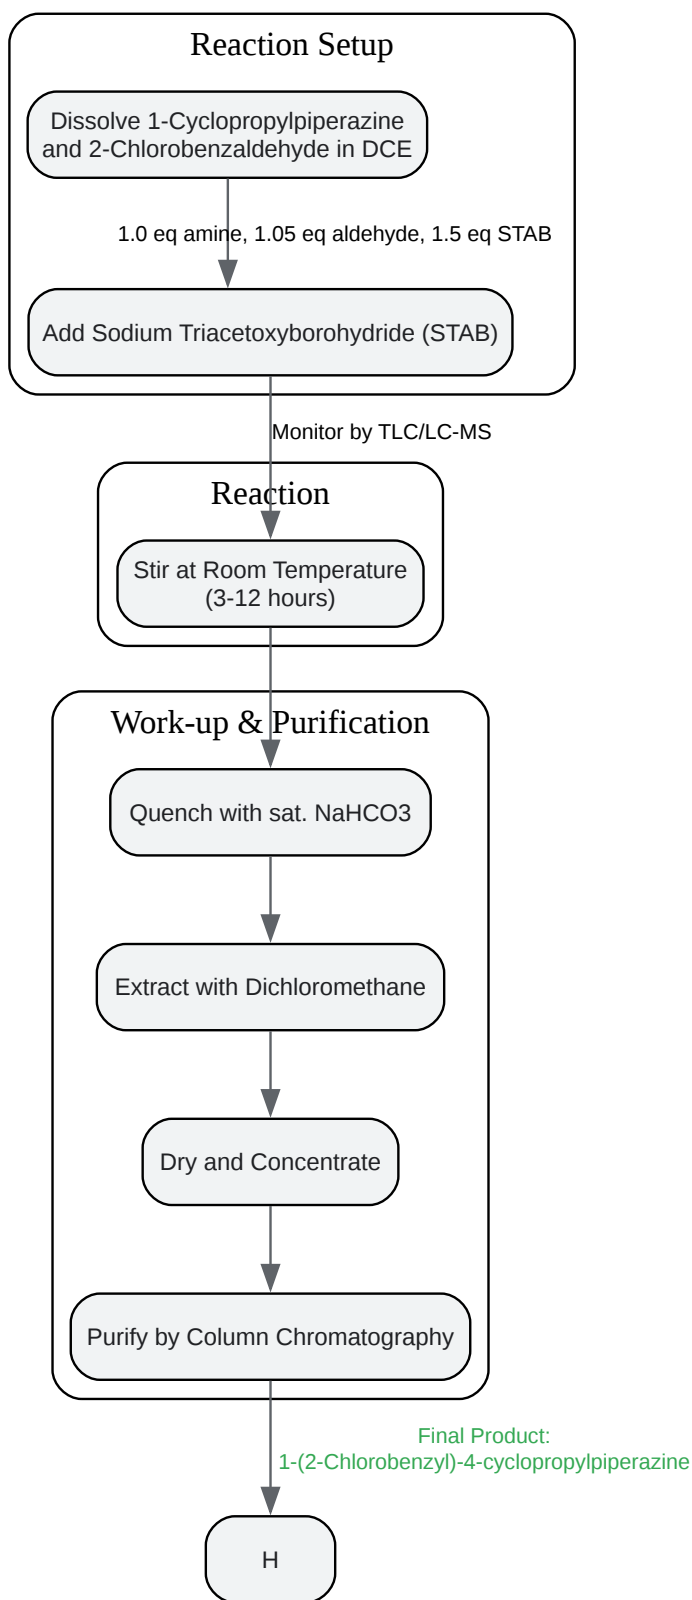 Reaction Setup
Dissolve 1-Cyclopropylpiperazine
and 2-Chlorobenzaldehyde in DCE
1.0 eq amine, 1.05 eq aldehyde, 1.5 eq STAB
Add Sodium Triacetoxyborohydride (STAB)
Monitor by TLC/LC-MS
Reaction
Stir at Room Temperature
(3-12 hours)
Work-up & Purification
Quench with sat. NaHCO3
Extract with Dichloromethane
Dry and Concentrate
Purify by Column Chromatography
Final Product:
1-(2-Chlorobenzyl)-4-cyclopropylpiperazine
H